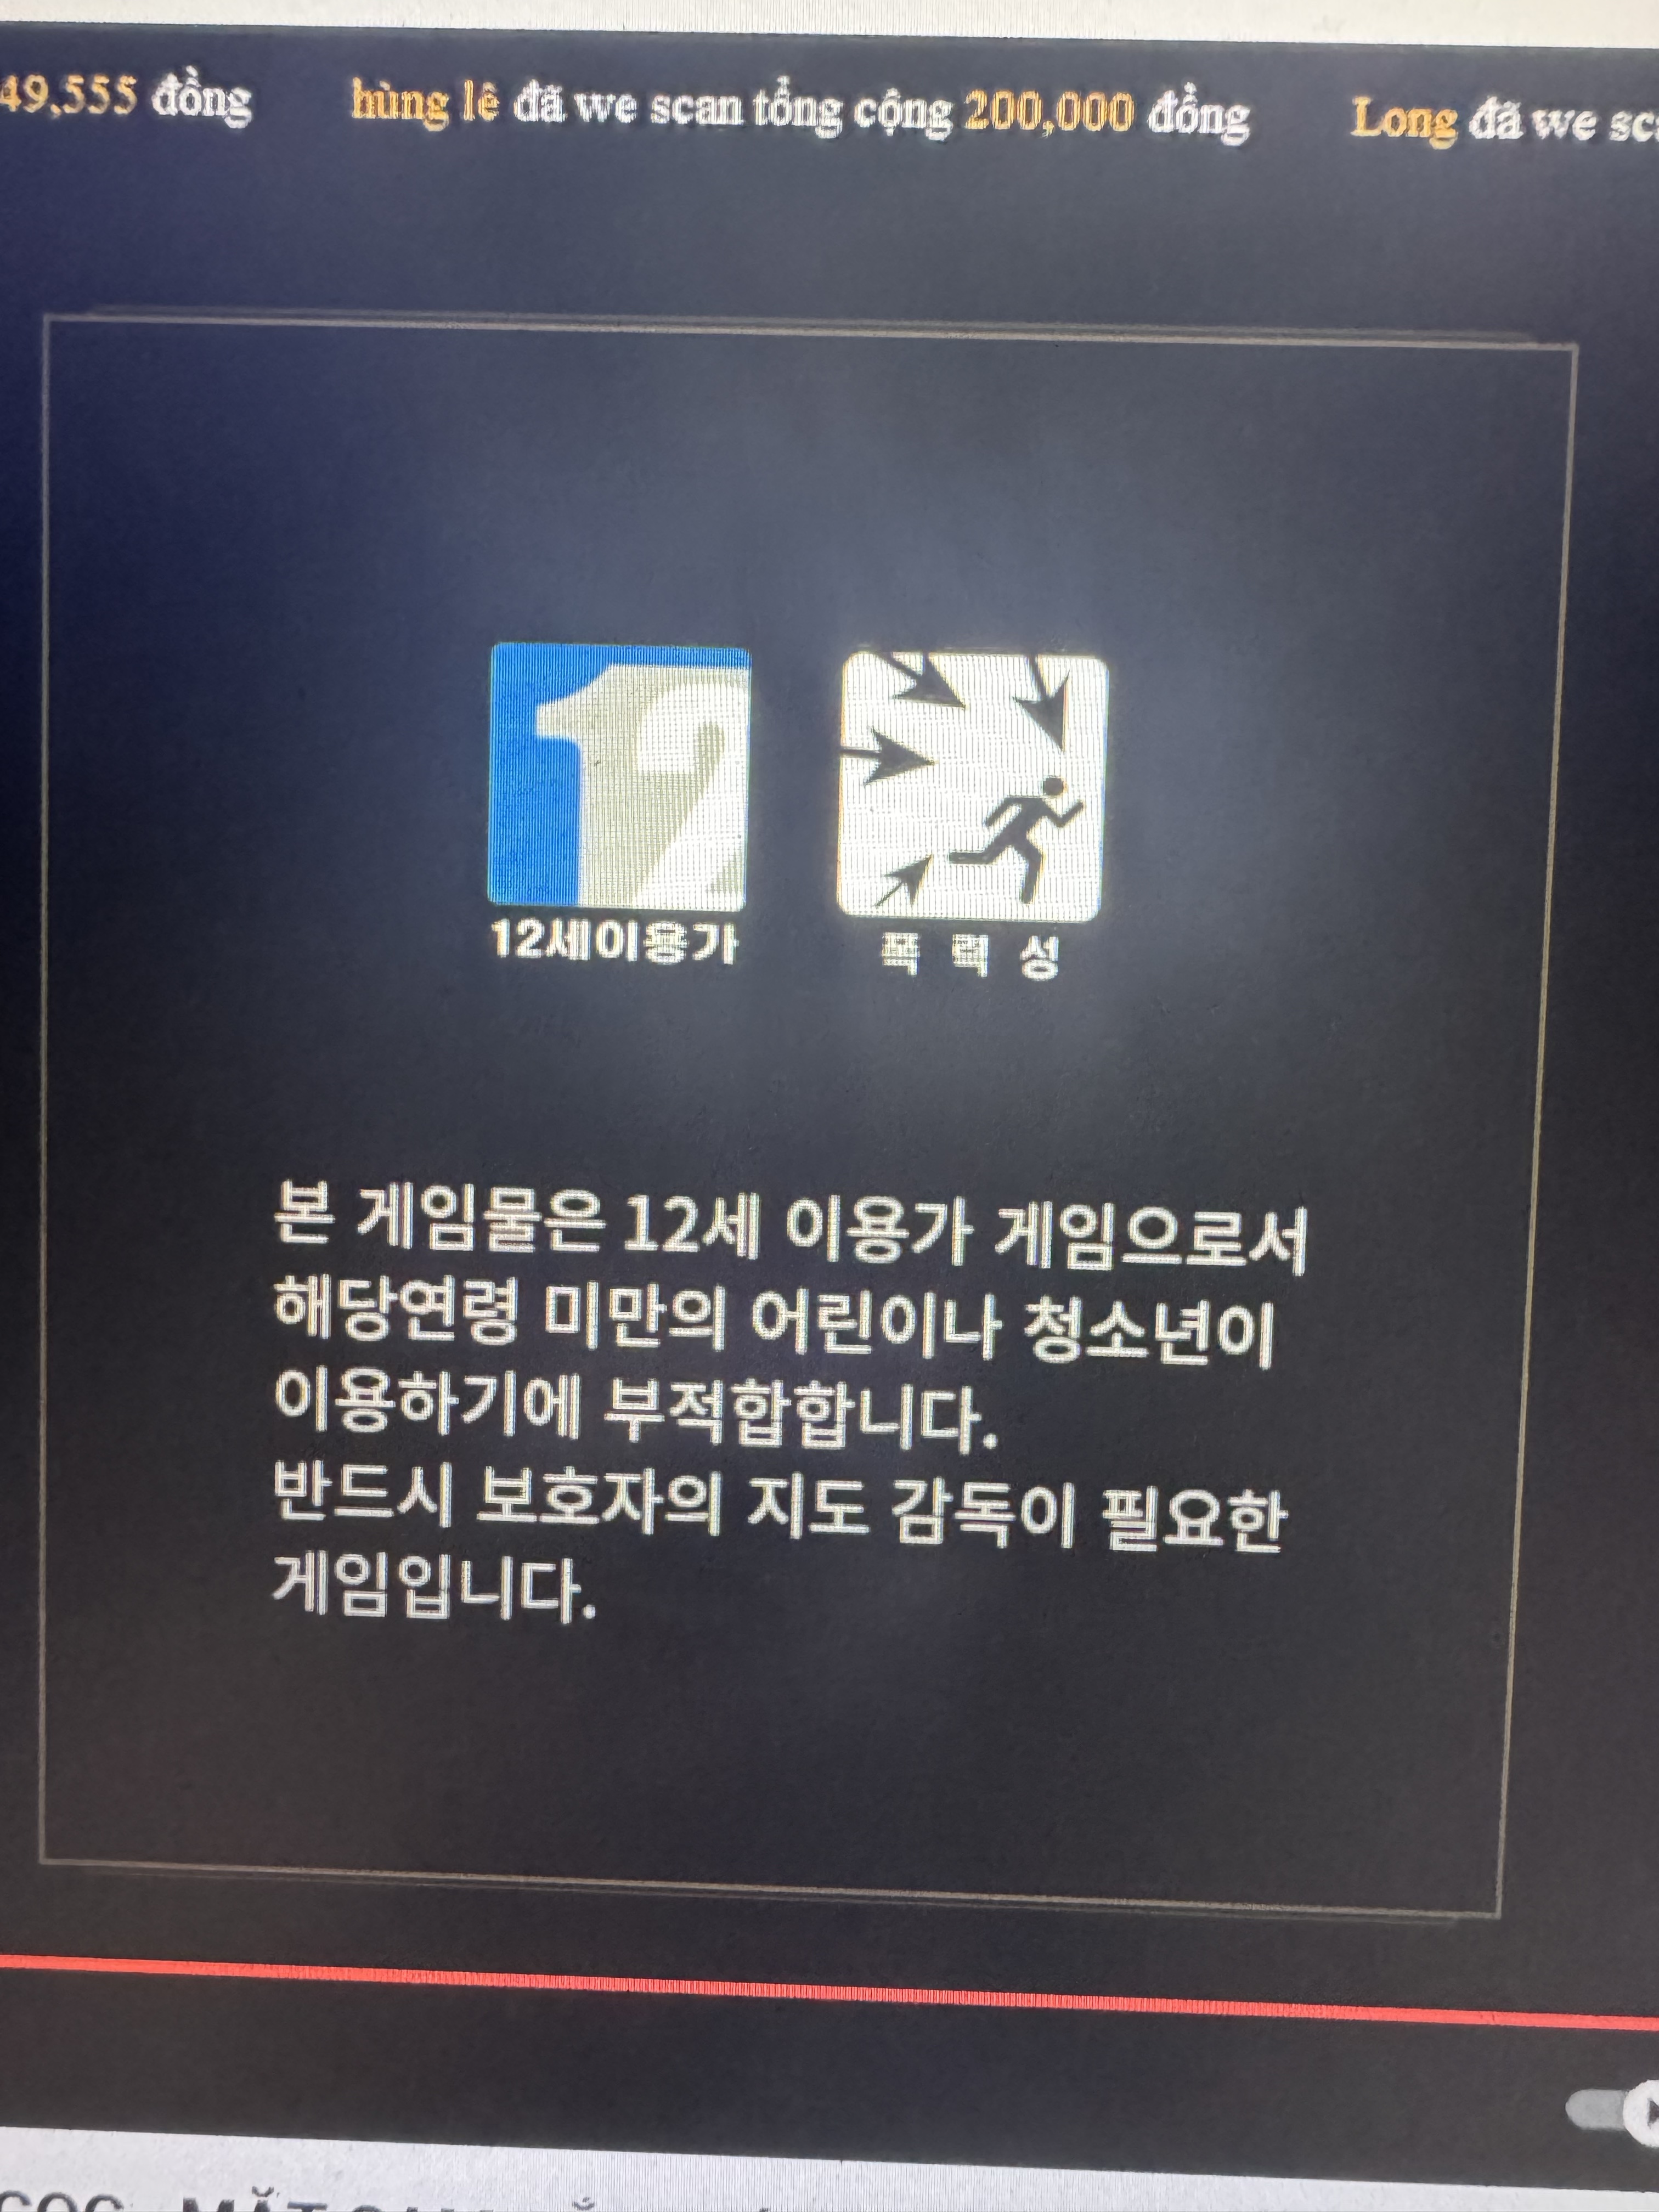 49,555 đồng hùng lê đã we scan tổng cộng 200,000 đồng Long đã we
12
12세이용가
폭력성
본 게임물은 12세 이용가 게임으로서
해당연령 미만의 어린이나 청소년이
이용하기에 부적합합니다.
반드시 보호자의 지도 감독이 필요한
게임입니다.